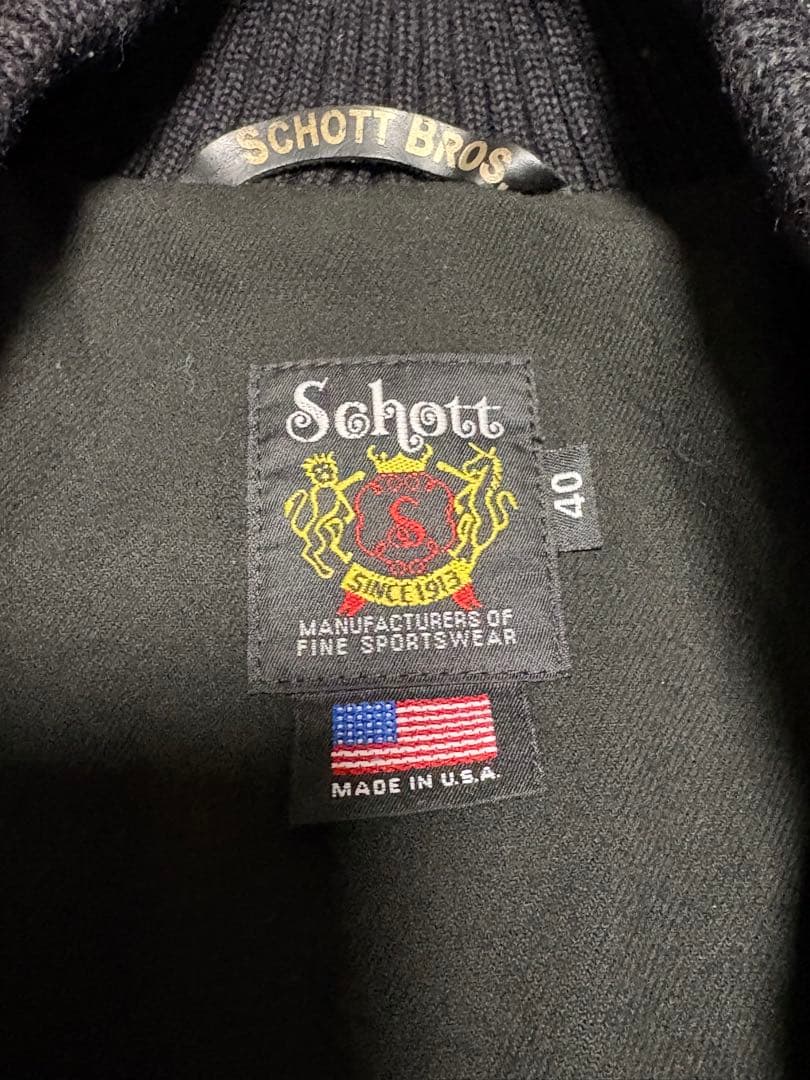 SCHOTT BROS.
Schott
S
SINCE 1913
MANUFACTURERS OF
FINE SPORTSWEAR
40
MADE IN U.S.A.